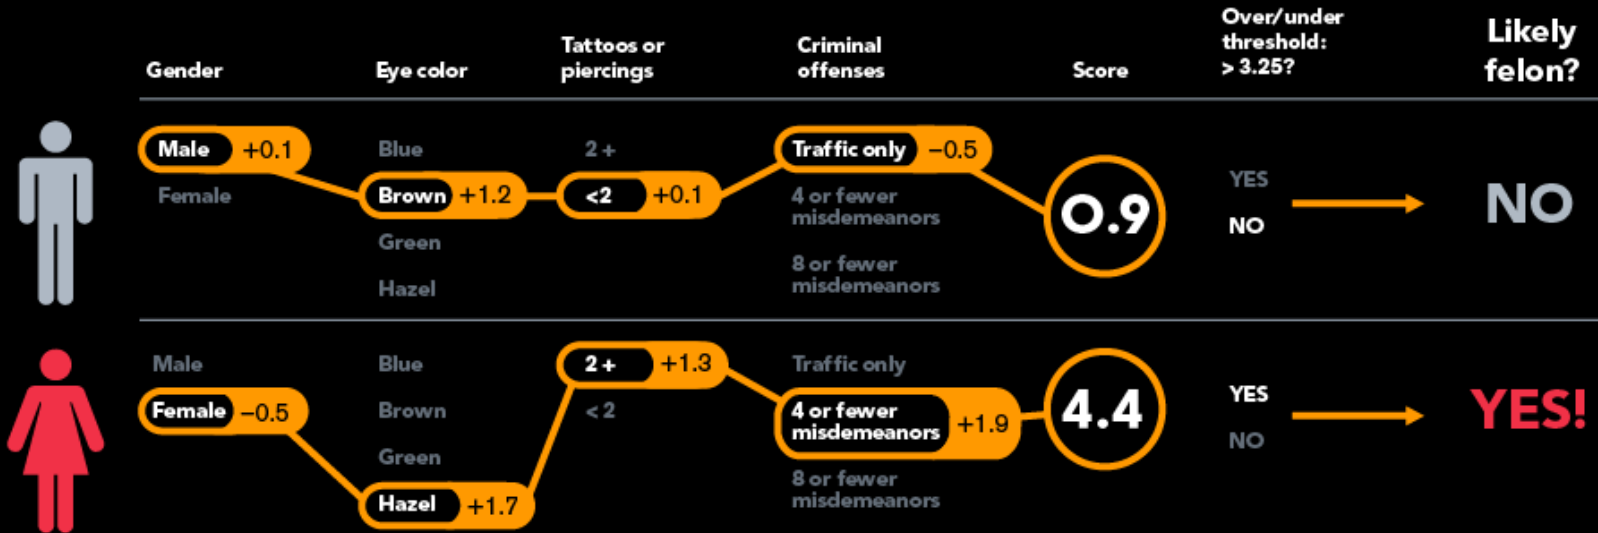 Gender
Eye color
Tattoos or
piercings
Criminal
offenses
Score
Over/under
threshold:
> 3.25?
Likely
felon?
Male +0.1
Female
Blue
Brown +1.2
Green
Hazel
2 +
<2 +0.1
Traffic only −0.5
4 or fewer
misdemeanors
8 or fewer
misdemeanors
0.9
YES
NO
NO
Male
Female −0.5
Blue
Brown
Green
Hazel +1.7
2 + +1.3
< 2
Traffic only
4 or fewer
misdemeanors +1.9
8 or fewer
misdemeanors
4.4
YES
NO
YES!